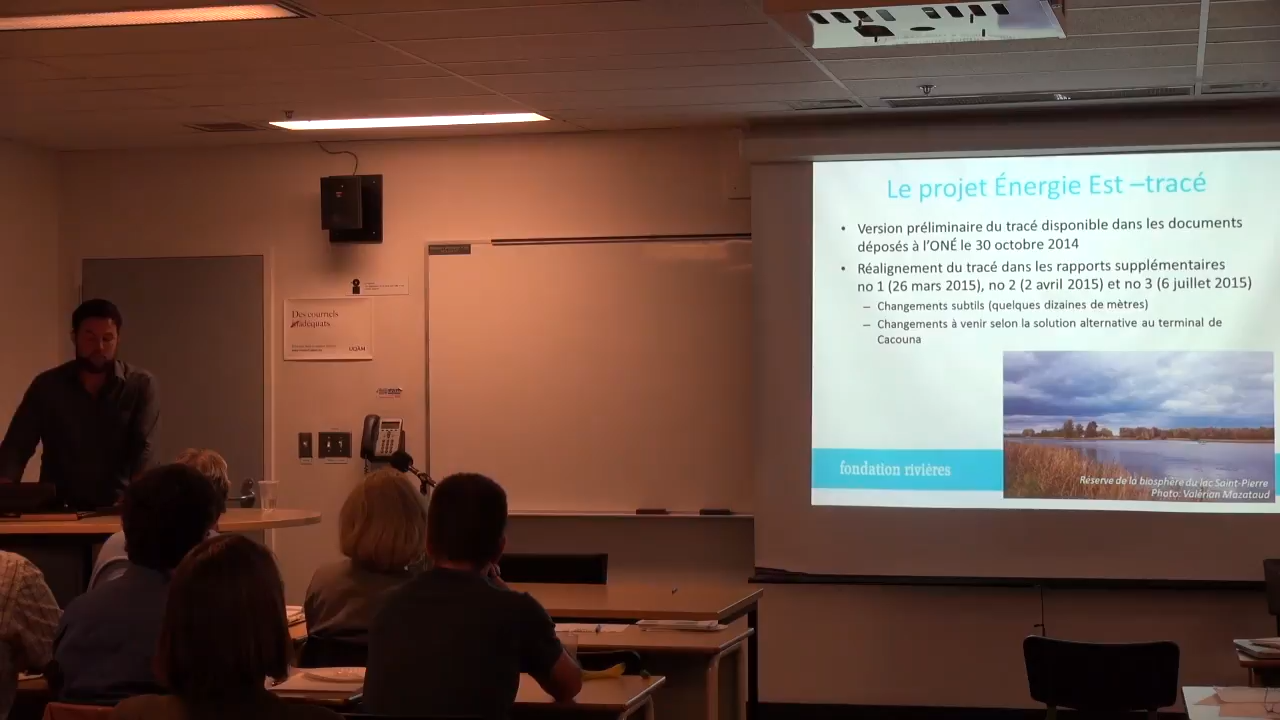 Le projet Énergie Est –tracé
• Version préliminaire du tracé disponible dans les documents
déposés à l'ONÉ le 30 octobre 2014
• Réalignement du tracé dans les rapports supplémentaires
no 1 (26 mars 2015), no 2 (2 avril 2015) et no 3 (6 juillet 2015)
– Changements subtils (quelques dizaines de mètres)
– Changements à venir selon la solution alternative au terminal de
Cacouna
fondation rivières
Réserve de la biosphère du lac Saint-Pierre
Photo: Valérian Mazataud
Des courriels
adéquats
UQÀM